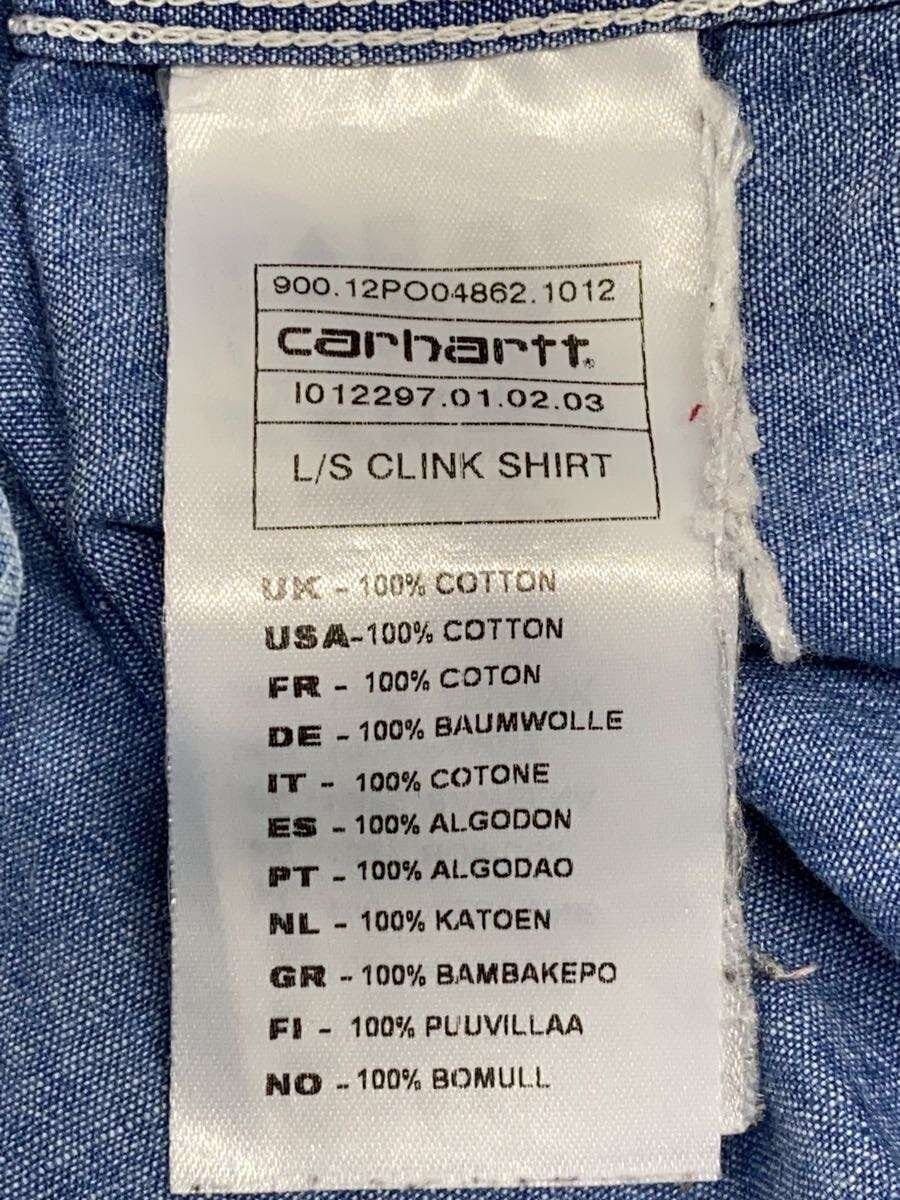 900.12PO04862.1012
carhartt®
I012297.01.02.03
L/S CLINK SHIRT
UK - 100% COTTON
USA-100% COTTON
FR - 100% COTON
DE - 100% BAUMWOLLE
IT - 100% COTONE
ES - 100% ALGODON
PT - 100% ALGODAO
NL - 100% KATOEN
GR - 100% BAMBAKEPO
FI - 100% PUUVILLAA
NO - 100% BOMULL